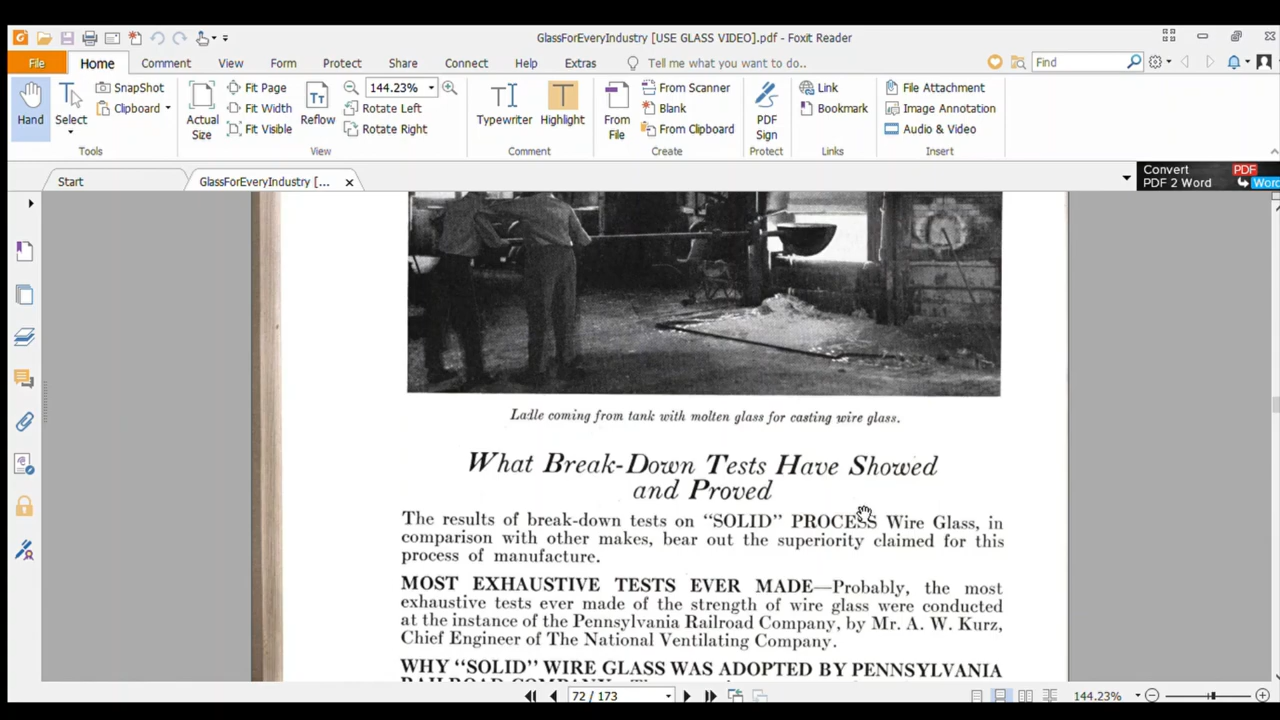 GlassForEveryIndustry [USE GLASS VIDEO].pdf - Foxit Reader
File Home Comment View Form Protect Share Connect Help Extras Tell me what you want to do.. Find
Hand
Select
SnapShot
Clipboard
Tools
Actual
Size
Fit Page
Fit Width
Fit Visible
Reflow
144.23%
Rotate Left
Rotate Right
View
Typewriter
Highlight
Comment
From
File
From Scanner
Blank
From Clipboard
Create
PDF
Sign
Protect
Link
Bookmark
Links
File Attachment
Image Annotation
Audio & Video
Insert
Start
GlassForEveryIndustry [...
Convert PDF
PDF 2 Word Word
Ladle coming from tank with molten glass for casting wire glass.
What Break-Down Tests Have Showed
and Proved
The results of break-down tests on “SOLID” PROCESS Wire Glass, in
comparison with other makes, bear out the superiority claimed for this
process of manufacture.
MOST EXHAUSTIVE TESTS EVER MADE—Probably, the most
exhaustive tests ever made of the strength of wire glass were conducted
at the instance of the Pennsylvania Railroad Company, by Mr. A. W. Kurz,
Chief Engineer of The National Ventilating Company.
WHY “SOLID” WIRE GLASS WAS ADOPTED BY PENNSYLVANIA
72 / 173
144.23%